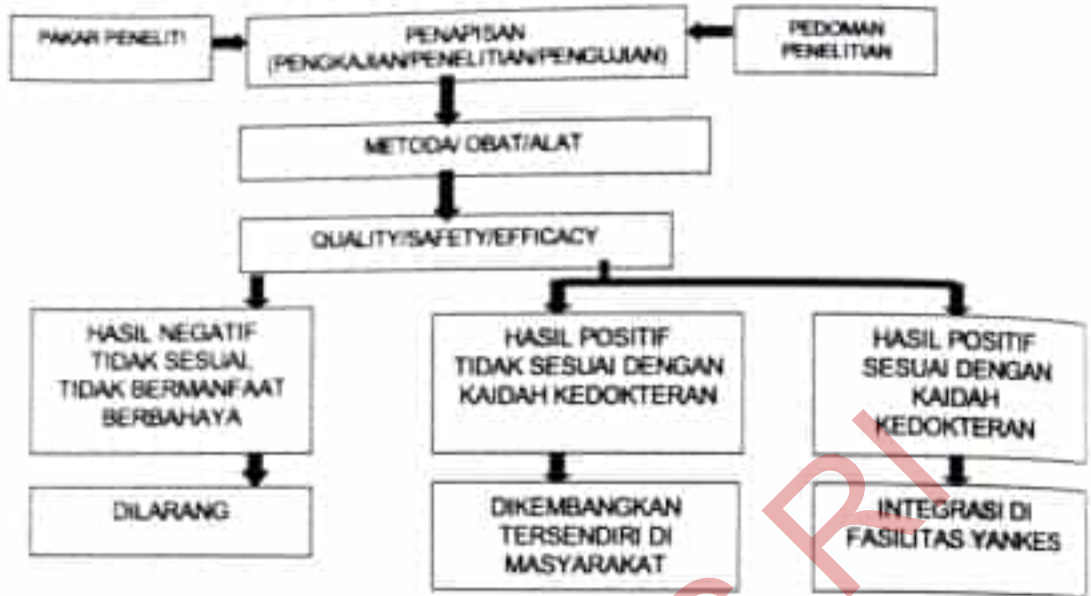 PAKAR PENELITI
PENAPISAN
(PENGKAJIAN/PENELITIAN/PENGUJIAN)
PEDOMAN
PENELITIAN
METODA/ OBAT/ALAT
QUALITY/SAFETY/EFFICACY
HASIL NEGATIF
TIDAK SESUAI,
TIDAK BERMANFAAT
BERBAHAYA
HASIL POSITIF
TIDAK SESUAI DENGAN
KAIDAH KEDOKTERAN
HASIL POSITIF
SESUAI DENGAN
KAIDAH
KEDOKTERAN
DILARANG
DIKEMBANGKAN
TERSENDIRI DI
MASYARAKAT
INTEGRASI DI
FASILITAS YANKES
RI